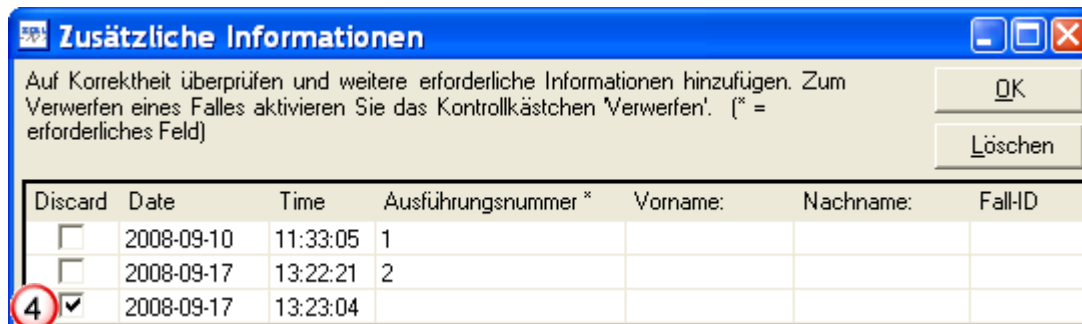 Zusätzliche Informationen
Auf Korrektheit überprüfen und weitere erforderliche Informationen hinzufügen. Zum
Verwerfen eines Falles aktivieren Sie das Kontrollkästchen 'Verwerfen'. (* =
erforderliches Feld)
OK
Löschen
Discard Date Time Ausführungsnummer * Vorname: Nachname: Fall-ID
2008-09-10 11:33:05 1
2008-09-17 13:22:21 2
4 2008-09-17 13:23:04